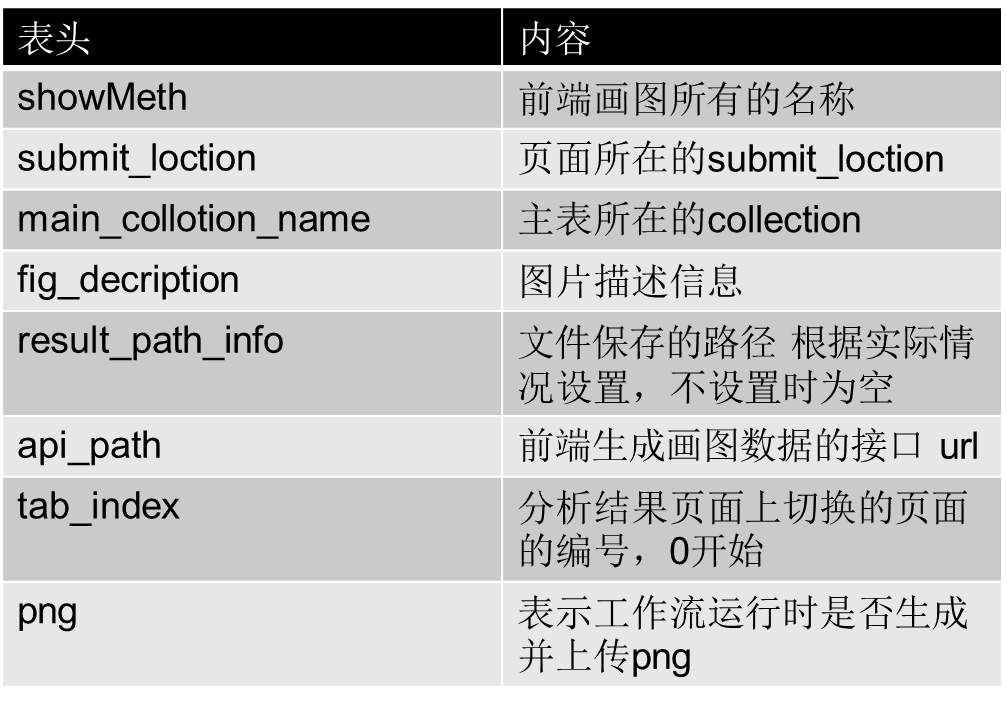 表头 内容
showMeth 前端画图所有的名称
submit_loction 页面所在的submit_loction
main_collotion_name 主表所在的collection
fig_decription 图片描述信息
result_path_info 文件保存的路径 根据实际情
况设置，不设置时为空
api_path 前端生成画图数据的接口 url
tab_index 分析结果页面上切换的页面
的编号，0开始
png 表示工作流运行时是否生成
并上传png